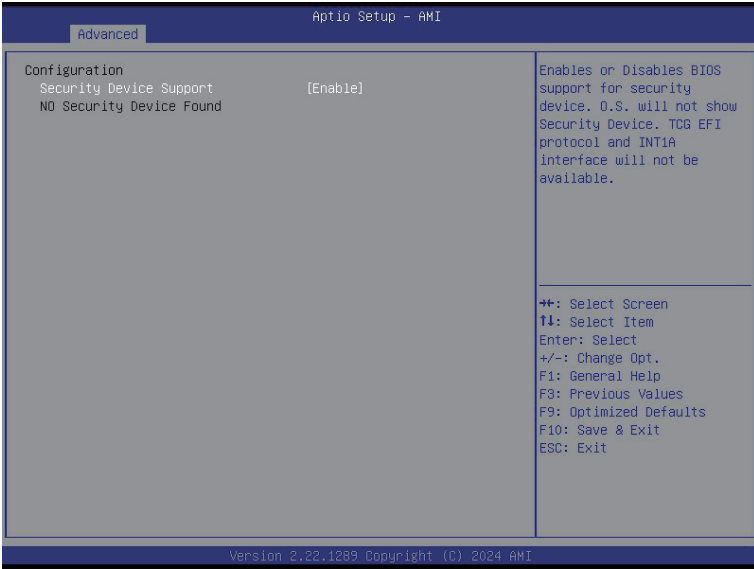 Aptio Setup – AMI
Advanced
Configuration
Security Device Support [Enable]
NO Security Device Found
Enables or Disables BIOS
support for security
device. O.S. will not show
Security Device. TCG EFI
protocol and INT1A
interface will not be
available.
→←: Select Screen
↑↓: Select Item
Enter: Select
+/-: Change Opt.
F1: General Help
F3: Previous Values
F9: Optimized Defaults
F10: Save & Exit
ESC: Exit
Version 2.22.1289 Copyright (C) 2024 AMI